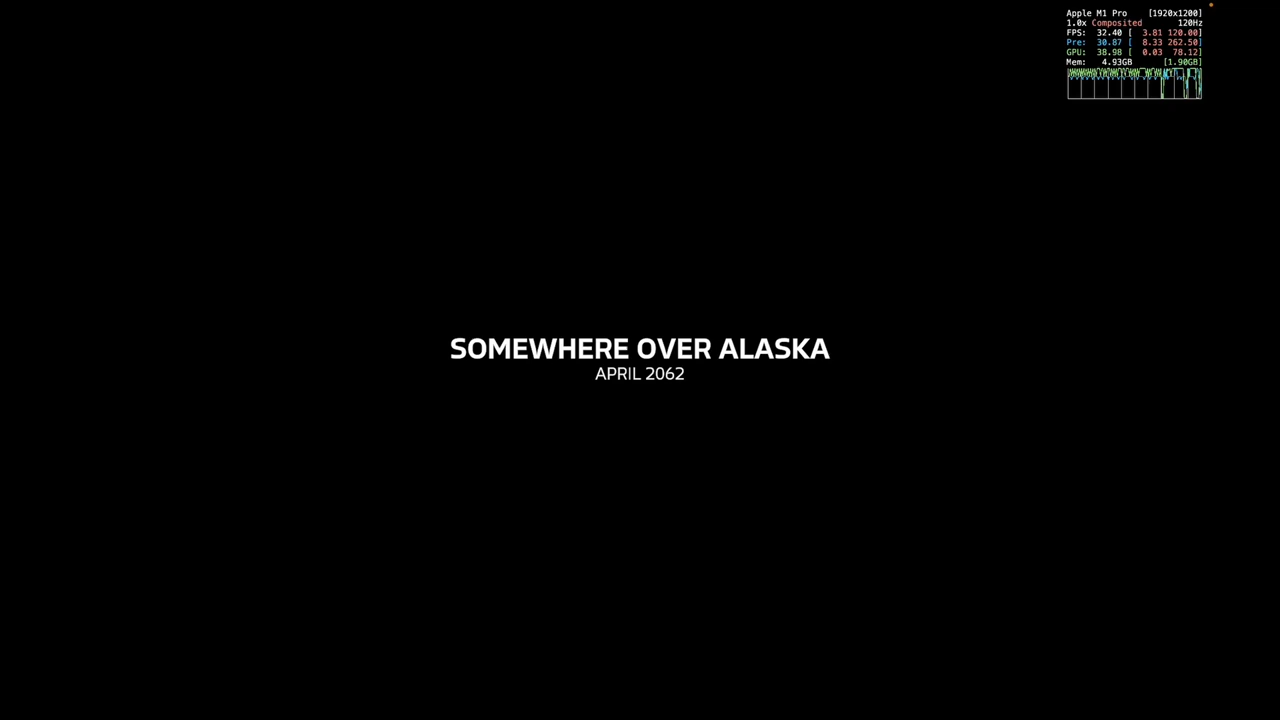 Apple M1 Pro [1920x1200]
1.0x Composited 120Hz
FPS: 32.40 [ 3.81 120.00]
Pre: 30.87 [ 8.33 262.50]
GPU: 38.98 [ 0.03 78.12]
Mem: 4.93GB [1.90GB]
SOMEWHERE OVER ALASKA
APRIL 2062